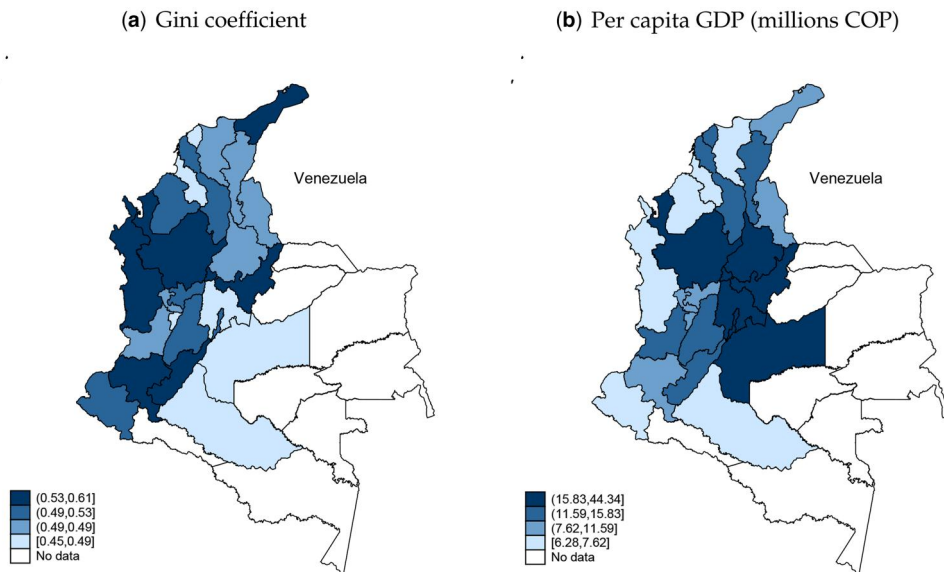 (a) Gini coefficient
(b) Per capita GDP (millions COP)
Venezuela
Venezuela
(0.53,0.61]
(0.49,0.53]
(0.49,0.49]
[0.45,0.49]
No data
(15.83,44.34]
(11.59,15.83]
(7.62,11.59]
[6.28,7.62]
No data